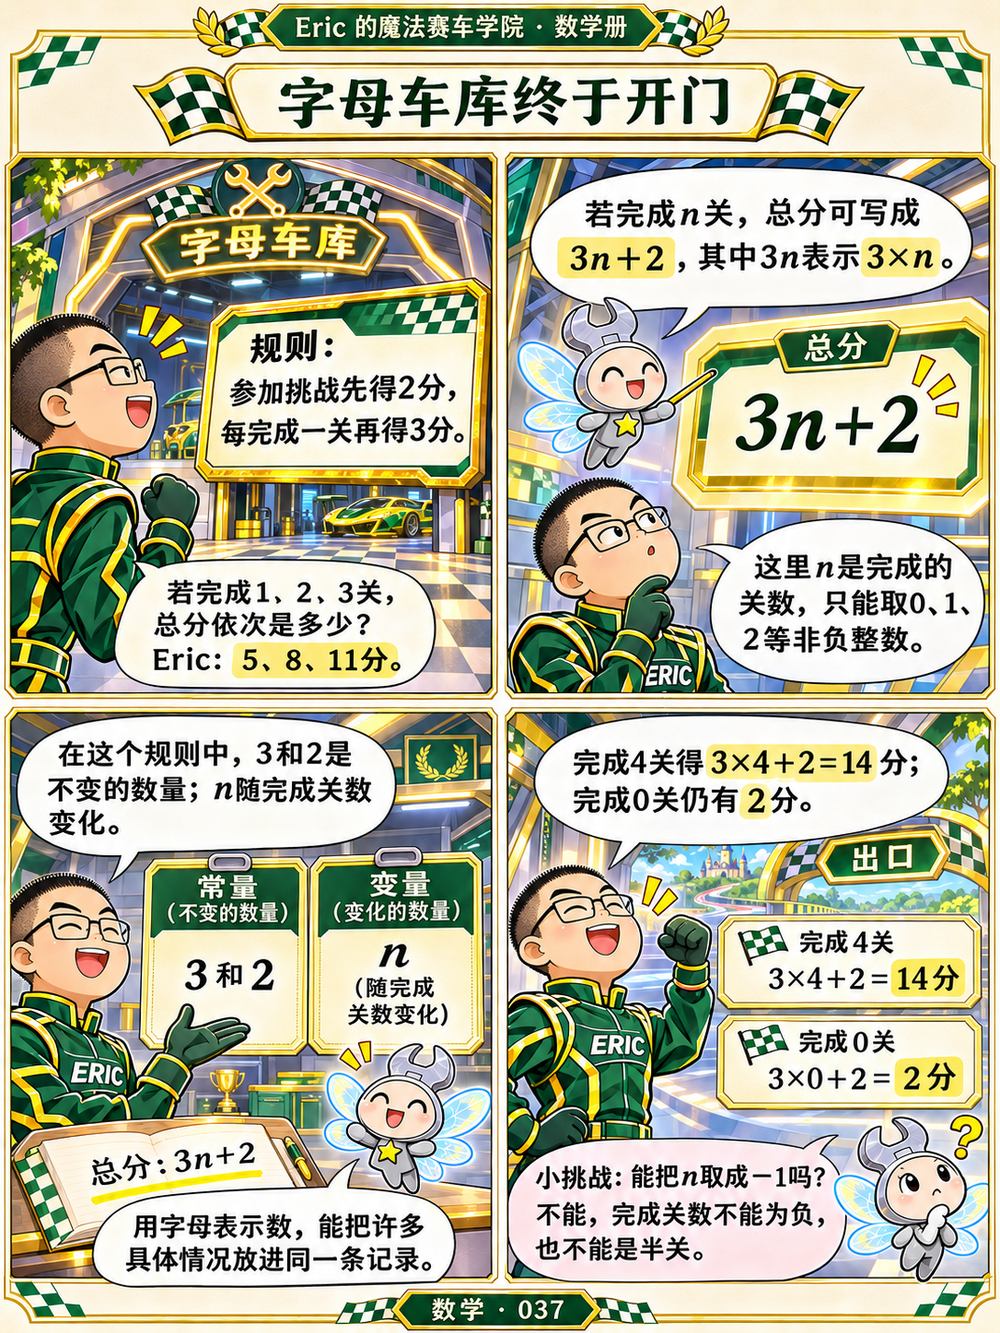 Eric 的魔法赛车学院 · 数学册
字母车库终于开门
字母车库
规则：
参加挑战先得2分，
每完成一关再得3分。
若完成1、2、3关，
总分依次是多少？
Eric：5、8、11分。
若完成n关，总分可写成
3n＋2，其中3n表示3×n。
总分
3n+2
这里n是完成的
关数，只能取0、1、
2等非负整数。
ERIC
在这个规则中，3和2是
不变的数量；n随完成关数
变化。
常量
（不变的数量）
3和2
变量
（变化的数量）
n
（随完成
关数变化）
ERIC
总分：3n+2
用字母表示数，能把许多
具体情况放进同一条记录。
完成4关得3×4＋2＝14分；
完成0关仍有2分。
出口
完成4关
3×4＋2＝14分
完成0关
3×0＋2＝2分
ERIC
小挑战：能把n取成－1吗？
不能，完成关数不能为负，
也不能是半关。
数学 · 037